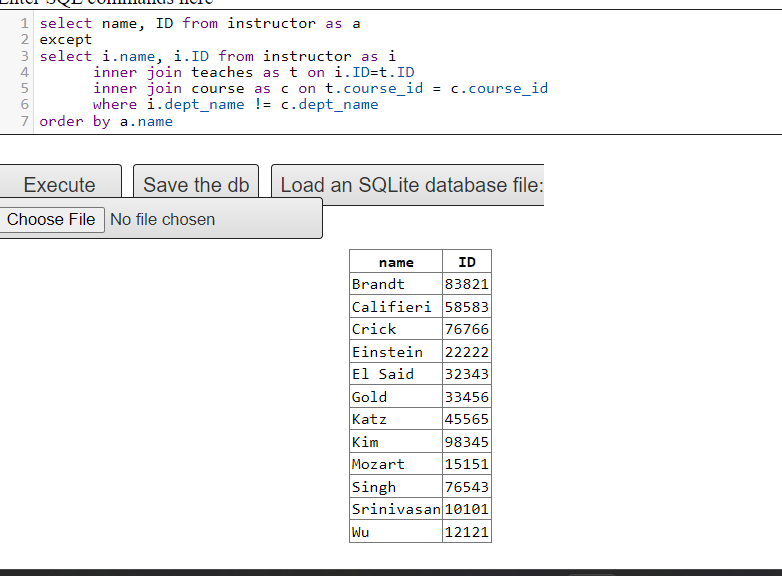 Enter SQL commands here
1 select name, ID from instructor as a
2 except
3 select i.name, i.ID from instructor as i
4 inner join teaches as t on i.ID=t.ID
5 inner join course as c on t.course_id = c.course_id
6 where i.dept_name != c.dept_name
7 order by a.name
Execute Save the db Load an SQLite database file:
Choose File No file chosen
name ID
Brandt 83821
Califieri 58583
Crick 76766
Einstein 22222
El Said 32343
Gold 33456
Katz 45565
Kim 98345
Mozart 15151
Singh 76543
Srinivasan 10101
Wu 12121